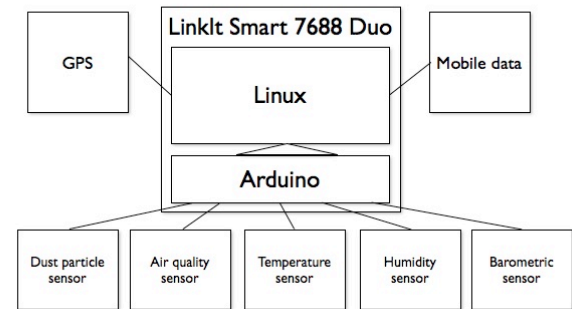 LinkIt Smart 7688 Duo
GPS
Linux
Mobile data
Arduino
Dust particle
sensor
Air quality
sensor
Temperature
sensor
Humidity
sensor
Barometric
sensor